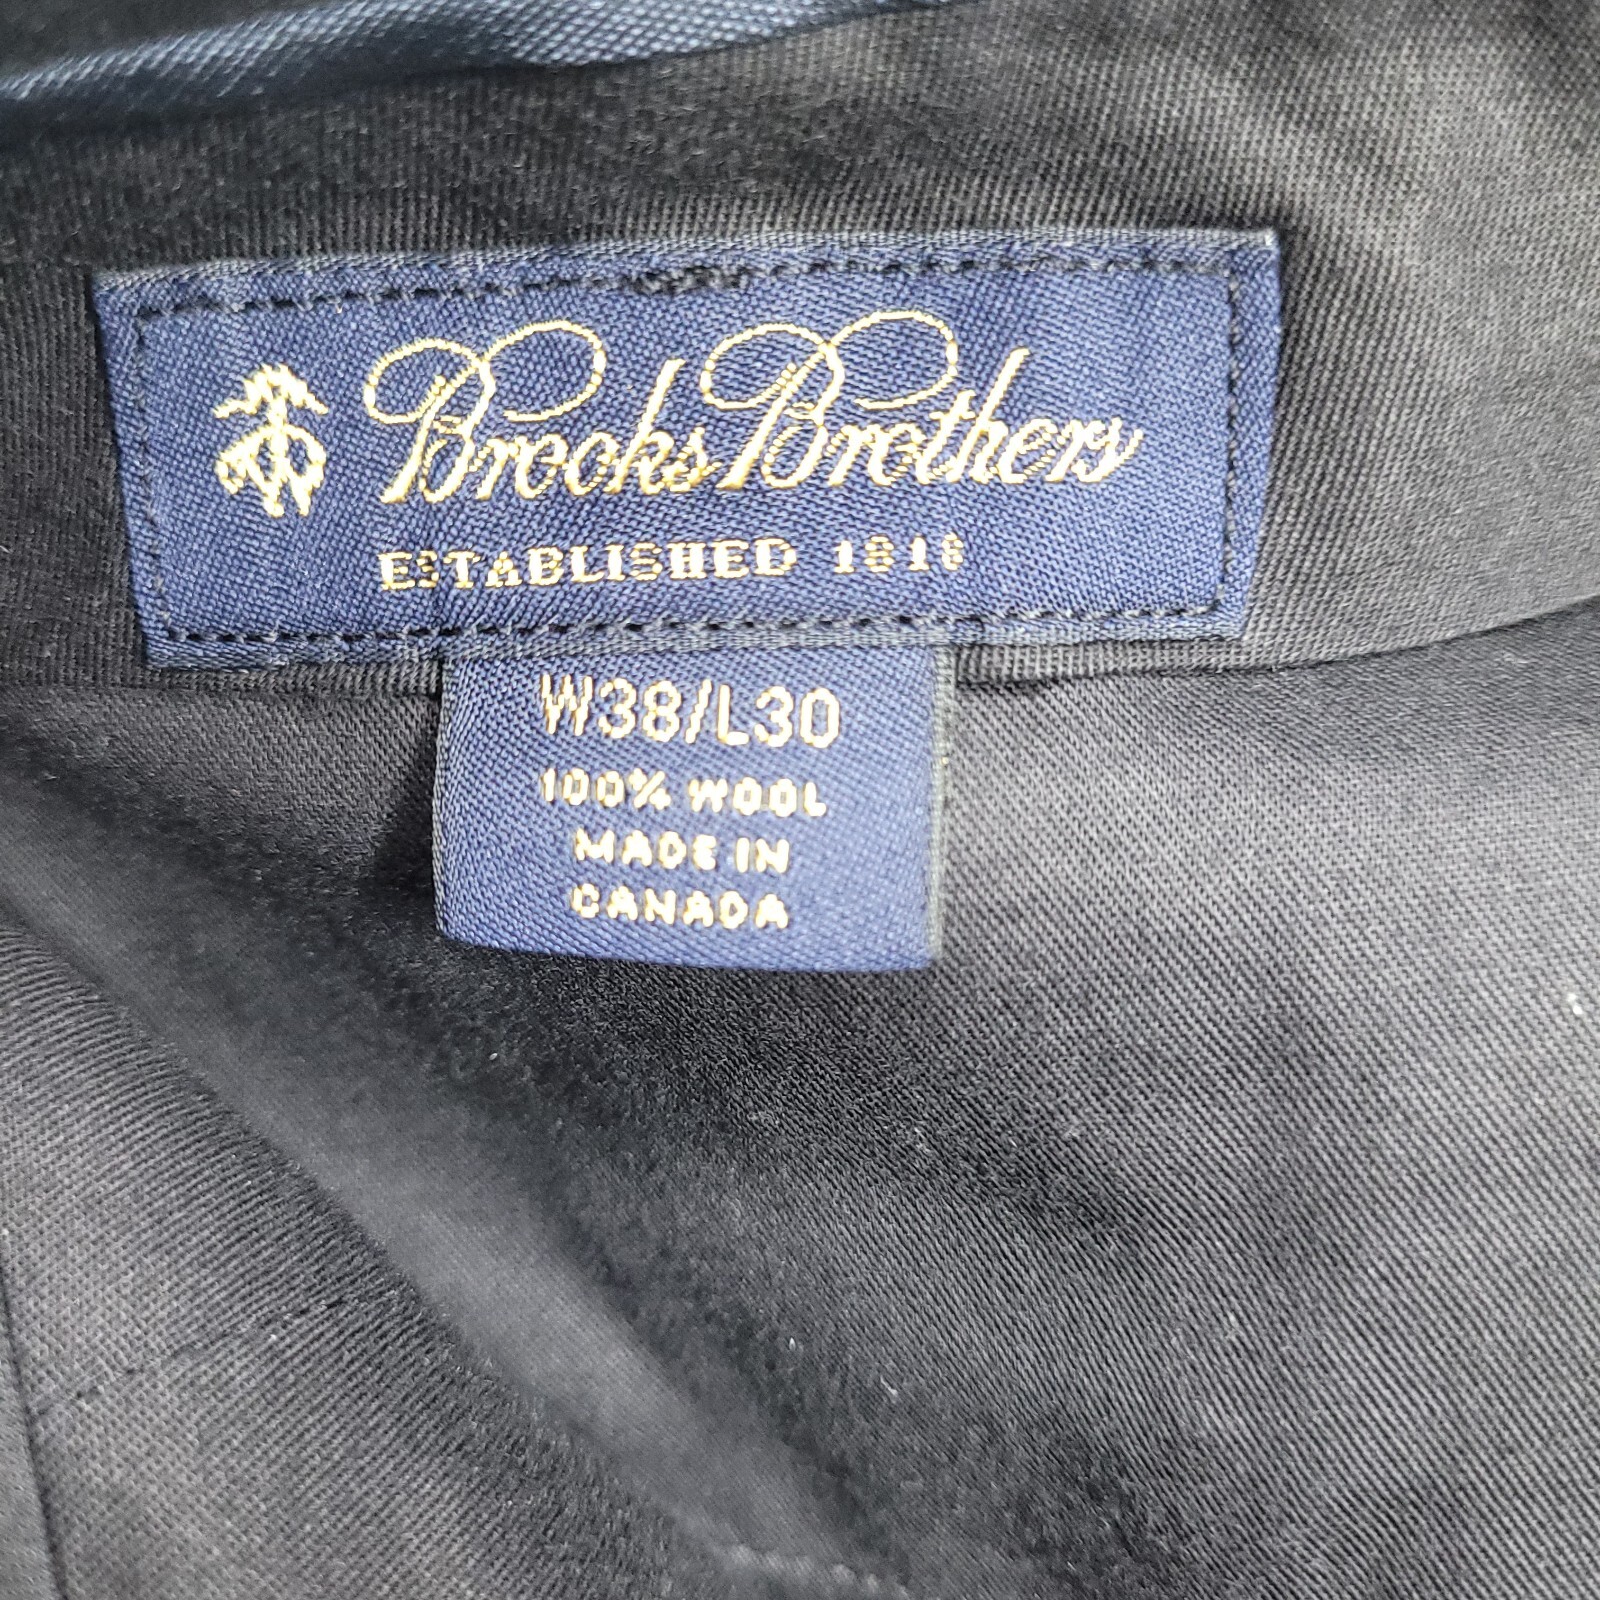 Brooks Brothers
ESTABLISHED 1818
W38/L30
100% WOOL
MADE IN
CANADA